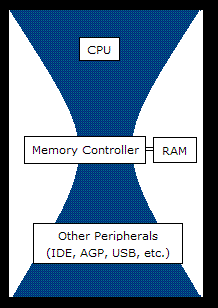 CPU
Memory Controller
RAM
Other Peripherals
(IDE, AGP, USB, etc.)